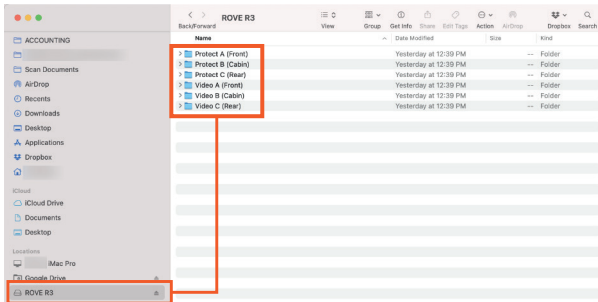 ROVE R3
Back/Forward View Group Get Info Share Edit Tags Action AirDrop Dropbox Search
Name Date Modified Size Kind
Protect A (Front) Yesterday at 12:39 PM -- Folder
Protect B (Cabin) Yesterday at 12:39 PM -- Folder
Protect C (Rear) Yesterday at 12:39 PM -- Folder
Video A (Front) Yesterday at 12:39 PM -- Folder
Video B (Cabin) Yesterday at 12:39 PM -- Folder
Video C (Rear) Yesterday at 12:39 PM -- Folder
ACCOUNTING
Scan Documents
AirDrop
Recents
Downloads
Desktop
Applications
Dropbox
iCloud
iCloud Drive
Documents
Desktop
Locations
iMac Pro
Google Drive
ROVE R3